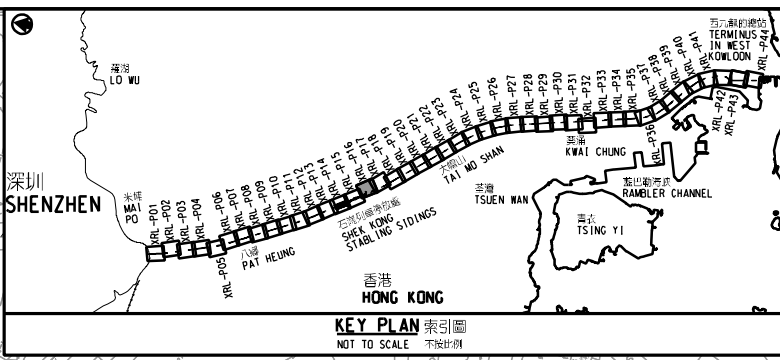 羅湖
LO WU
深圳
SHENZHEN
米埔
MAI
PO
XRL-P01
XRL-P02
XRL-P03
XRL-P04
XRL-P05
XRL-P06
XRL-P07
XRL-P08
XRL-P09
XRL-P10
XRL-P11
XRL-P12
XRL-P13
XRL-P14
XRL-P15
XRL-P16
XRL-P17
XRL-P18
XRL-P19
XRL-P20
XRL-P21
XRL-P22
XRL-P23
XRL-P24
XRL-P25
XRL-P26
XRL-P27
XRL-P28
XRL-P29
XRL-P30
XRL-P31
XRL-P32
XRL-P33
XRL-P34
XRL-P35
XRL-P36
XRL-P37
XRL-P38
XRL-P39
XRL-P40
XRL-P41
XRL-P42
XRL-P43
XRL-P44
西九龍的總站
TERMINUS
IN WEST
KOWLOON
八鄉
PAT HEUNG
SHEK KONG
STABLING SIDINGS
大帽山
TAI MO SHAN
葵涌
KWAI CHUNG
荃灣
TSUEN WAN
藍巴勒海峽
RAMBLER CHANNEL
青衣
TSING YI
香港
HONG KONG
KEY PLAN 索引圖
NOT TO SCALE 不按比例